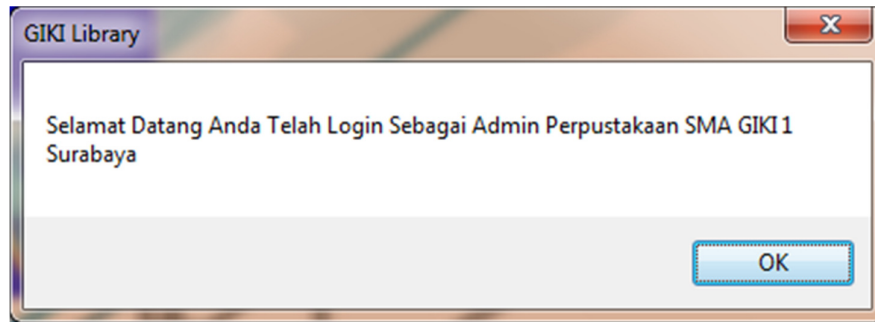 GIKI Library
Selamat Datang Anda Telah Login Sebagai Admin Perpustakaan SMA GIKI 1
Surabaya
OK